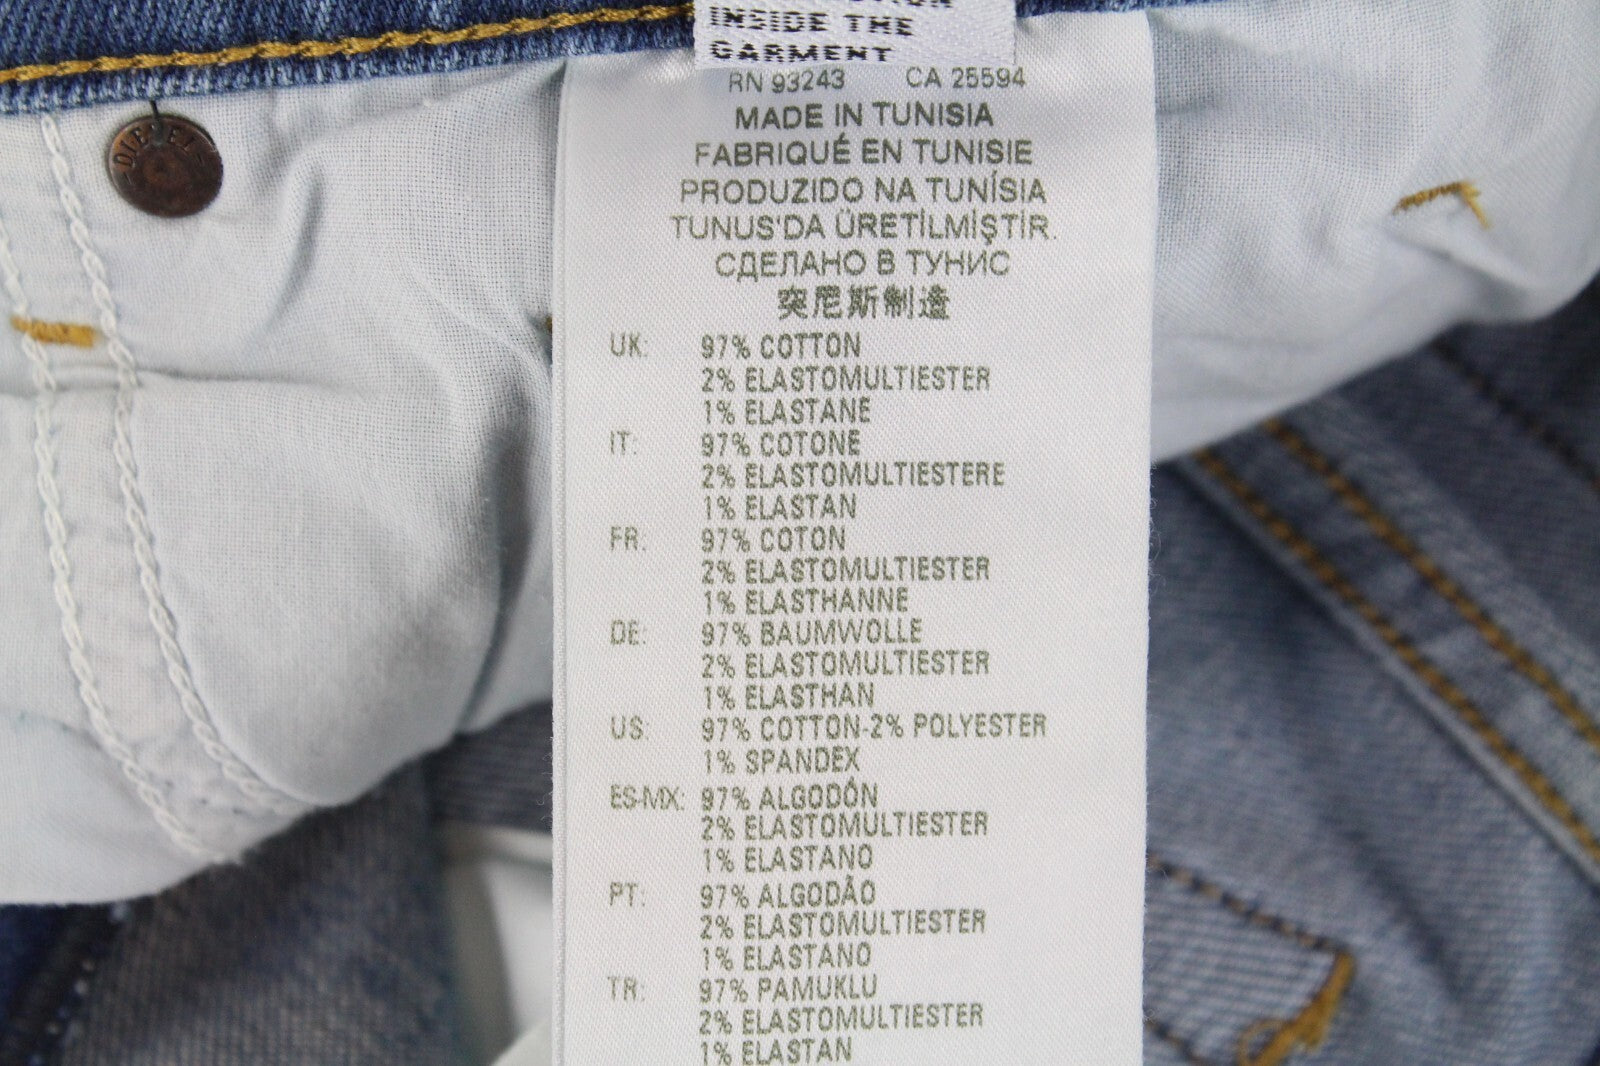 INSIDE THE
GARMENT
RN 93243 CA 25594
MADE IN TUNISIA
FABRIQUÉ EN TUNISIE
PRODUZIDO NA TUNÍSIA
TUNUS'DA ÜRETİLMİŞTİR.
СДЕЛАНО В ТУНИС
突尼斯制造
UK: 97% COTTON
2% ELASTOMULTIESTER
1% ELASTANE
IT: 97% COTONE
2% ELASTOMULTIESTERE
1% ELASTAN
FR: 97% COTON
2% ELASTOMULTIESTER
1% ELASTHANNE
DE: 97% BAUMWOLLE
2% ELASTOMULTIESTER
1% ELASTHAN
US: 97% COTTON-2% POLYESTER
1% SPANDEX
ES-MX: 97% ALGODÓN
2% ELASTOMULTIESTER
1% ELASTANO
PT: 97% ALGODÃO
2% ELASTOMULTIESTER
1% ELASTANO
TR: 97% PAMUKLU
2% ELASTOMULTIESTER
1% ELASTAN
DIESEL